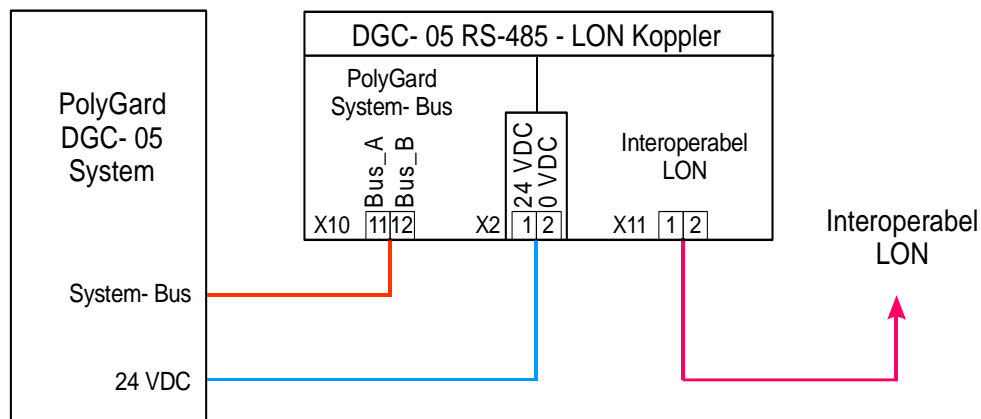 DGC- 05 RS-485 - LON Koppler
PolyGard
DGC- 05
System
PolyGard
System- Bus
Bus_A
Bus_B
24 VDC
0 VDC
Interoperabel
LON
X10 11 12
X2 1 2
X11 1 2
Interoperabel
LON
System- Bus
24 VDC